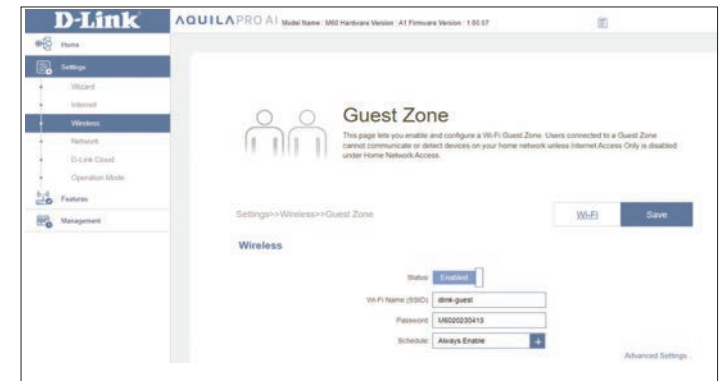 D-Link
AQUILA PRO AI Model Name : M60 Hardware Version : A1 Firmware Version : 1.00.07
Home
Settings
Wizard
Internet
Wireless
Network
D-Link Cloud
Operation Mode
Features
Management
Guest Zone
This page lets you enable and configure a Wi-Fi Guest Zone. Users connected to a Guest Zone
cannot communicate or detect devices on your home network unless Internet Access Only is disabled
under Home Network Access.
Settings>>Wireless>>Guest Zone
Wi-Fi
Save
Wireless
Status: Enabled
Wi-Fi Name (SSID): dlink-guest
Password: M6020230413
Schedule: Always Enable +
Advanced Settings...